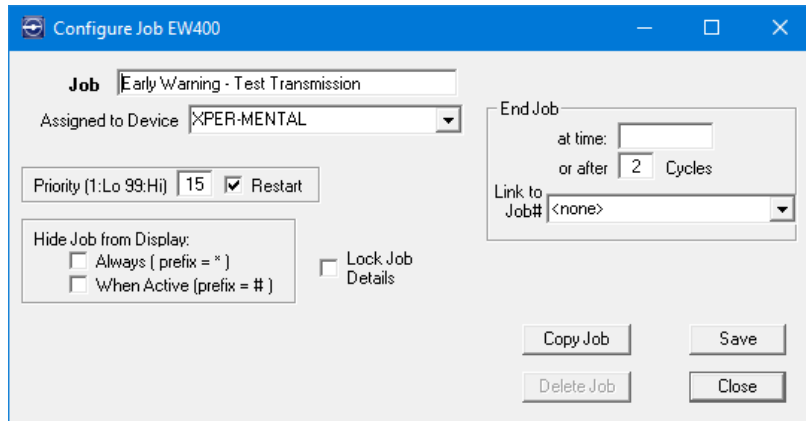 Configure Job EW400
Job Early Warning - Test Transmission
Assigned to Device XPER-MENTAL
Priority (1:Lo 99:Hi) 15 Restart
Hide Job from Display:
Always ( prefix = * )
When Active (prefix = # )
Lock Job
Details
End Job
at time:
or after 2 Cycles
Link to
Job# <none>
Copy Job Save
Delete Job Close